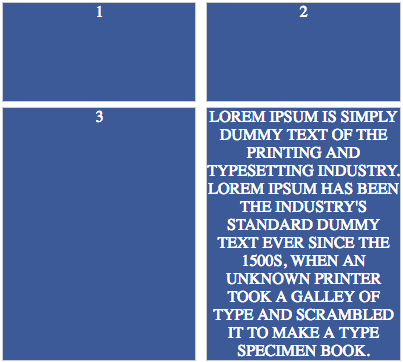 1
2
3
LOREM IPSUM IS SIMPLY
DUMMY TEXT OF THE
PRINTING AND
TYPESETTING INDUSTRY.
LOREM IPSUM HAS BEEN
THE INDUSTRY'S
STANDARD DUMMY
TEXT EVER SINCE THE
1500S, WHEN AN
UNKNOWN PRINTER
TOOK A GALLEY OF
TYPE AND SCRAMBLED
IT TO MAKE A TYPE
SPECIMEN BOOK.